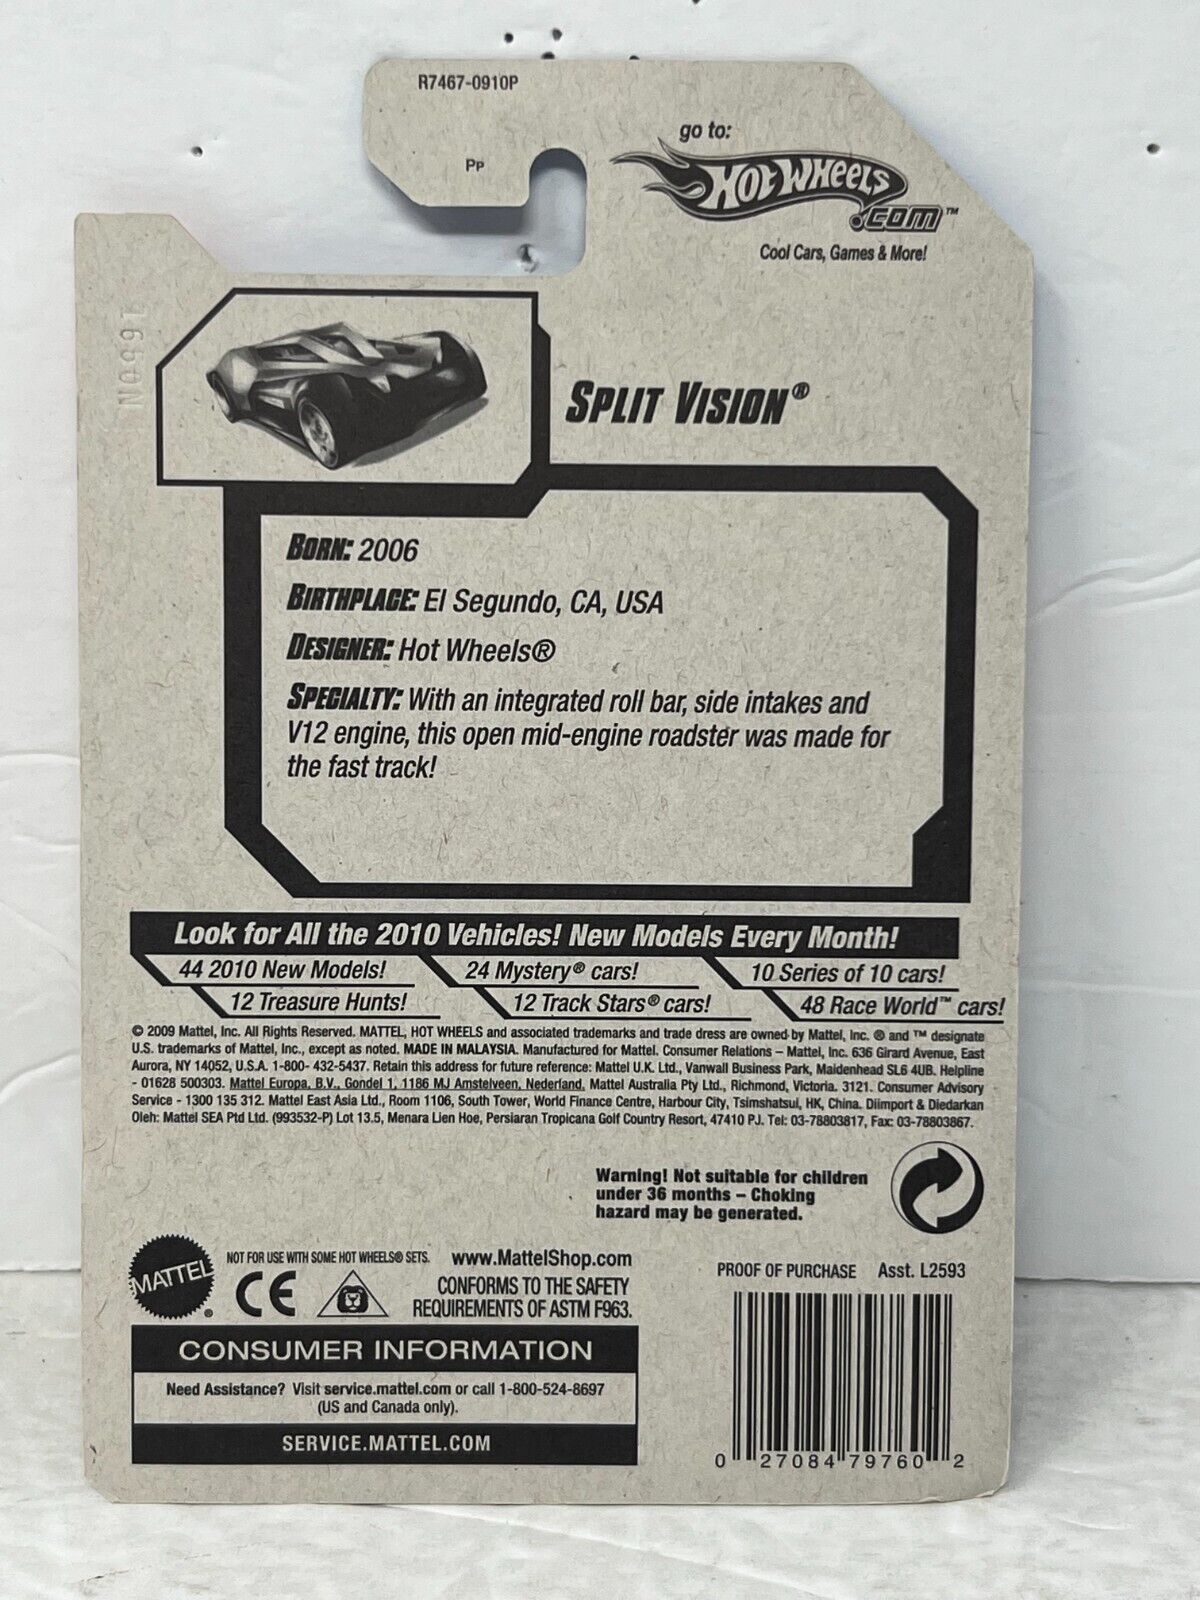 R7467-0910P
PP
go to:
HOT WHEELS
.COM™
Cool Cars, Games & More!
SPLIT VISION®
BORN: 2006
BIRTHPLACE: El Segundo, CA, USA
DESIGNER: Hot Wheels®
SPECIALTY: With an integrated roll bar, side intakes and
V12 engine, this open mid-engine roadster was made for
the fast track!
Look for All the 2010 Vehicles! New Models Every Month!
44 2010 New Models! 24 Mystery® cars! 10 Series of 10 cars!
12 Treasure Hunts! 12 Track Stars® cars! 48 Race World™ cars!
© 2009 Mattel, Inc. All Rights Reserved. MATTEL, HOT WHEELS and associated trademarks and trade dress are owned by Mattel, Inc. ® and ™ designate
U.S. trademarks of Mattel, Inc., except as noted. MADE IN MALAYSIA. Manufactured for Mattel. Consumer Relations – Mattel, Inc. 636 Girard Avenue, East
Aurora, NY 14052, U.S.A. 1-800- 432-5437. Retain this address for future reference: Mattel U.K. Ltd., Vanwall Business Park, Maidenhead SL6 4UB. Helpline
- 01628 500303. Mattel Europa, B.V., Gondel 1, 1186 MJ Amstelveen, Nederland. Mattel Australia Pty Ltd., Richmond, Victoria. 3121. Consumer Advisory
Service - 1300 135 312. Mattel East Asia Ltd., Room 1106, South Tower, World Finance Centre, Harbour City, Tsimshatsui, HK, China. Diimport & Diedarkan
Oleh: Mattel SEA Ptd Ltd. (993532-P) Lot 13.5, Menara Lien Hoe, Persiaran Tropicana Golf Country Resort, 47410 PJ. Tel: 03-78803817, Fax: 03-78803867.
Warning! Not suitable for children
under 36 months – Choking
hazard may be generated.
MATTEL®
NOT FOR USE WITH SOME HOT WHEELS® SETS.
www.MattelShop.com
CE
CONFORMS TO THE SAFETY
REQUIREMENTS OF ASTM F963.
PROOF OF PURCHASE Asst. L2593
CONSUMER INFORMATION
Need Assistance? Visit service.mattel.com or call 1-800-524-8697
(US and Canada only).
SERVICE.MATTEL.COM
0 27084 79760 2